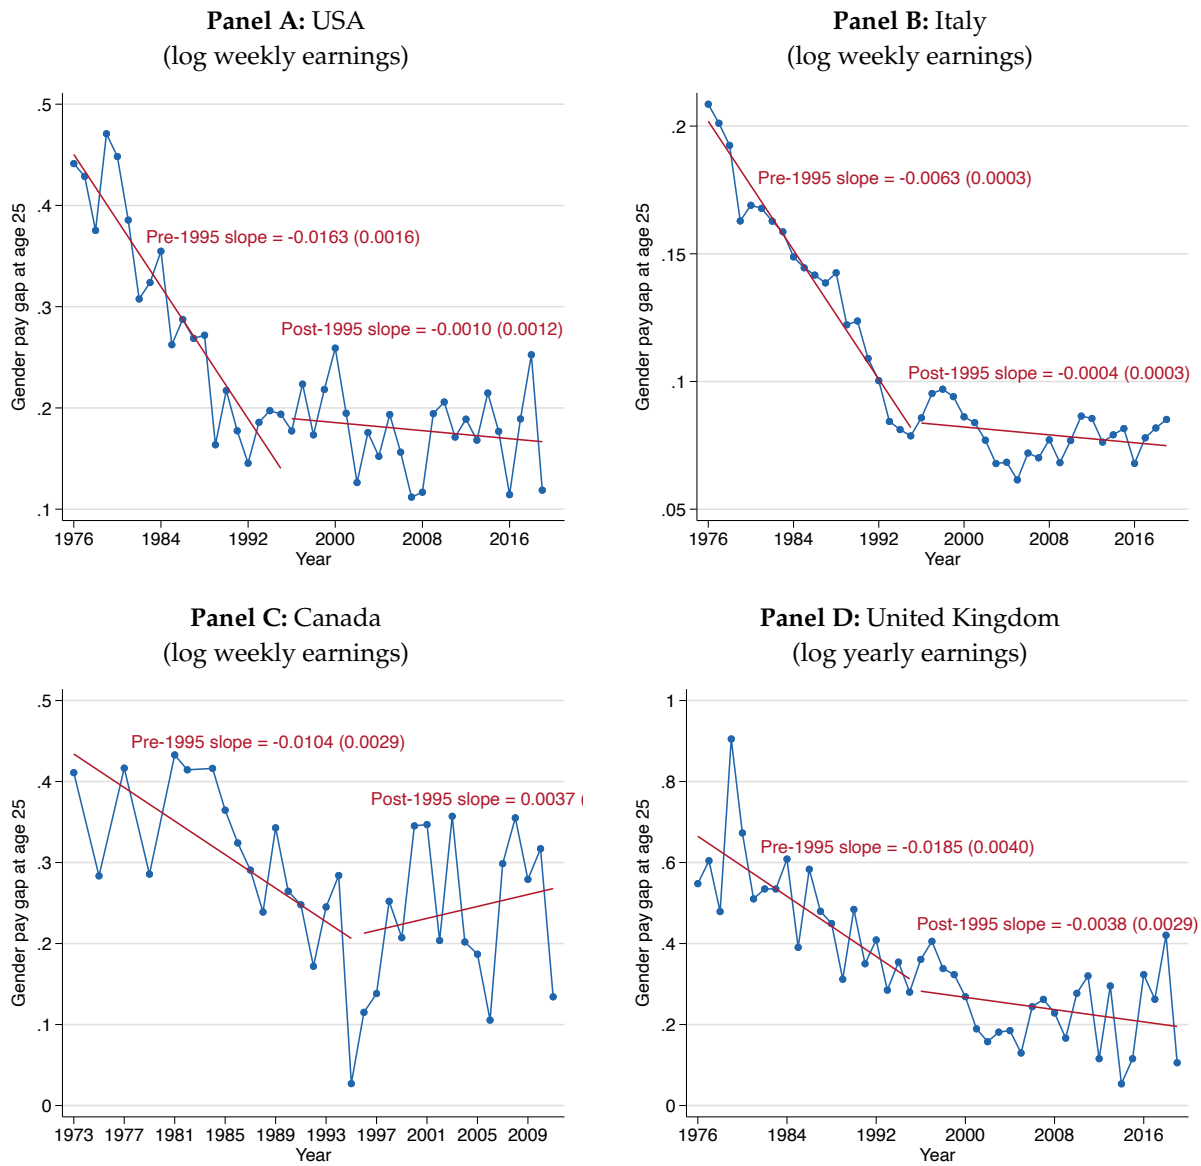 Panel A: USA
(log weekly earnings)
Gender pay gap at age 25
.5
.4
.3
.2
.1
Pre-1995 slope = -0.0163 (0.0016)
Post-1995 slope = -0.0010 (0.0012)
1976 1984 1992 2000 2008 2016
Year
Panel B: Italy
(log weekly earnings)
Gender pay gap at age 25
.2
.15
.1
.05
Pre-1995 slope = -0.0063 (0.0003)
Post-1995 slope = -0.0004 (0.0003)
1976 1984 1992 2000 2008 2016
Year
Panel C: Canada
(log weekly earnings)
Gender pay gap at age 25
.5
.4
.3
.2
.1
0
Pre-1995 slope = -0.0104 (0.0029)
Post-1995 slope = 0.0037 (
1973 1977 1981 1985 1989 1993 1997 2001 2005 2009
Year
Panel D: United Kingdom
(log yearly earnings)
Gender pay gap at age 25
1
.8
.6
.4
.2
0
Pre-1995 slope = -0.0185 (0.0040)
Post-1995 slope = -0.0038 (0.0029)
1976 1984 1992 2000 2008 2016
Year